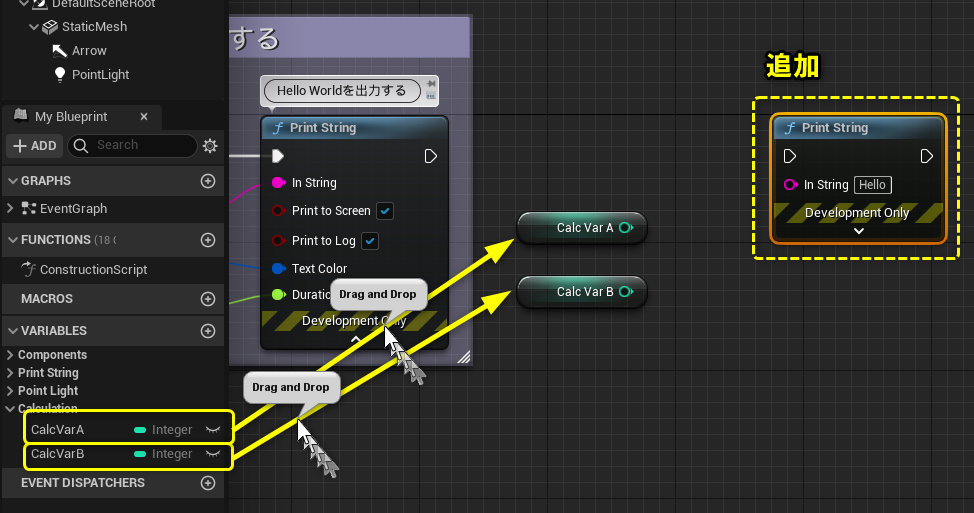 DefaultSceneRoot
StaticMesh
Arrow
PointLight
My Blueprint
ADD
Search
GRAPHS
EventGraph
FUNCTIONS (18
ConstructionScript
MACROS
VARIABLES
Components
Print String
Point Light
Calculation
CalcVarA Integer
CalcVarB Integer
EVENT DISPATCHERS
する
Hello Worldを出力する
Print String
In String
Print to Screen
Print to Log
Text Color
Duratio
Development Only
Drag and Drop
Drag and Drop
Calc Var A
Calc Var B
追加
Print String
In String Hello
Development Only